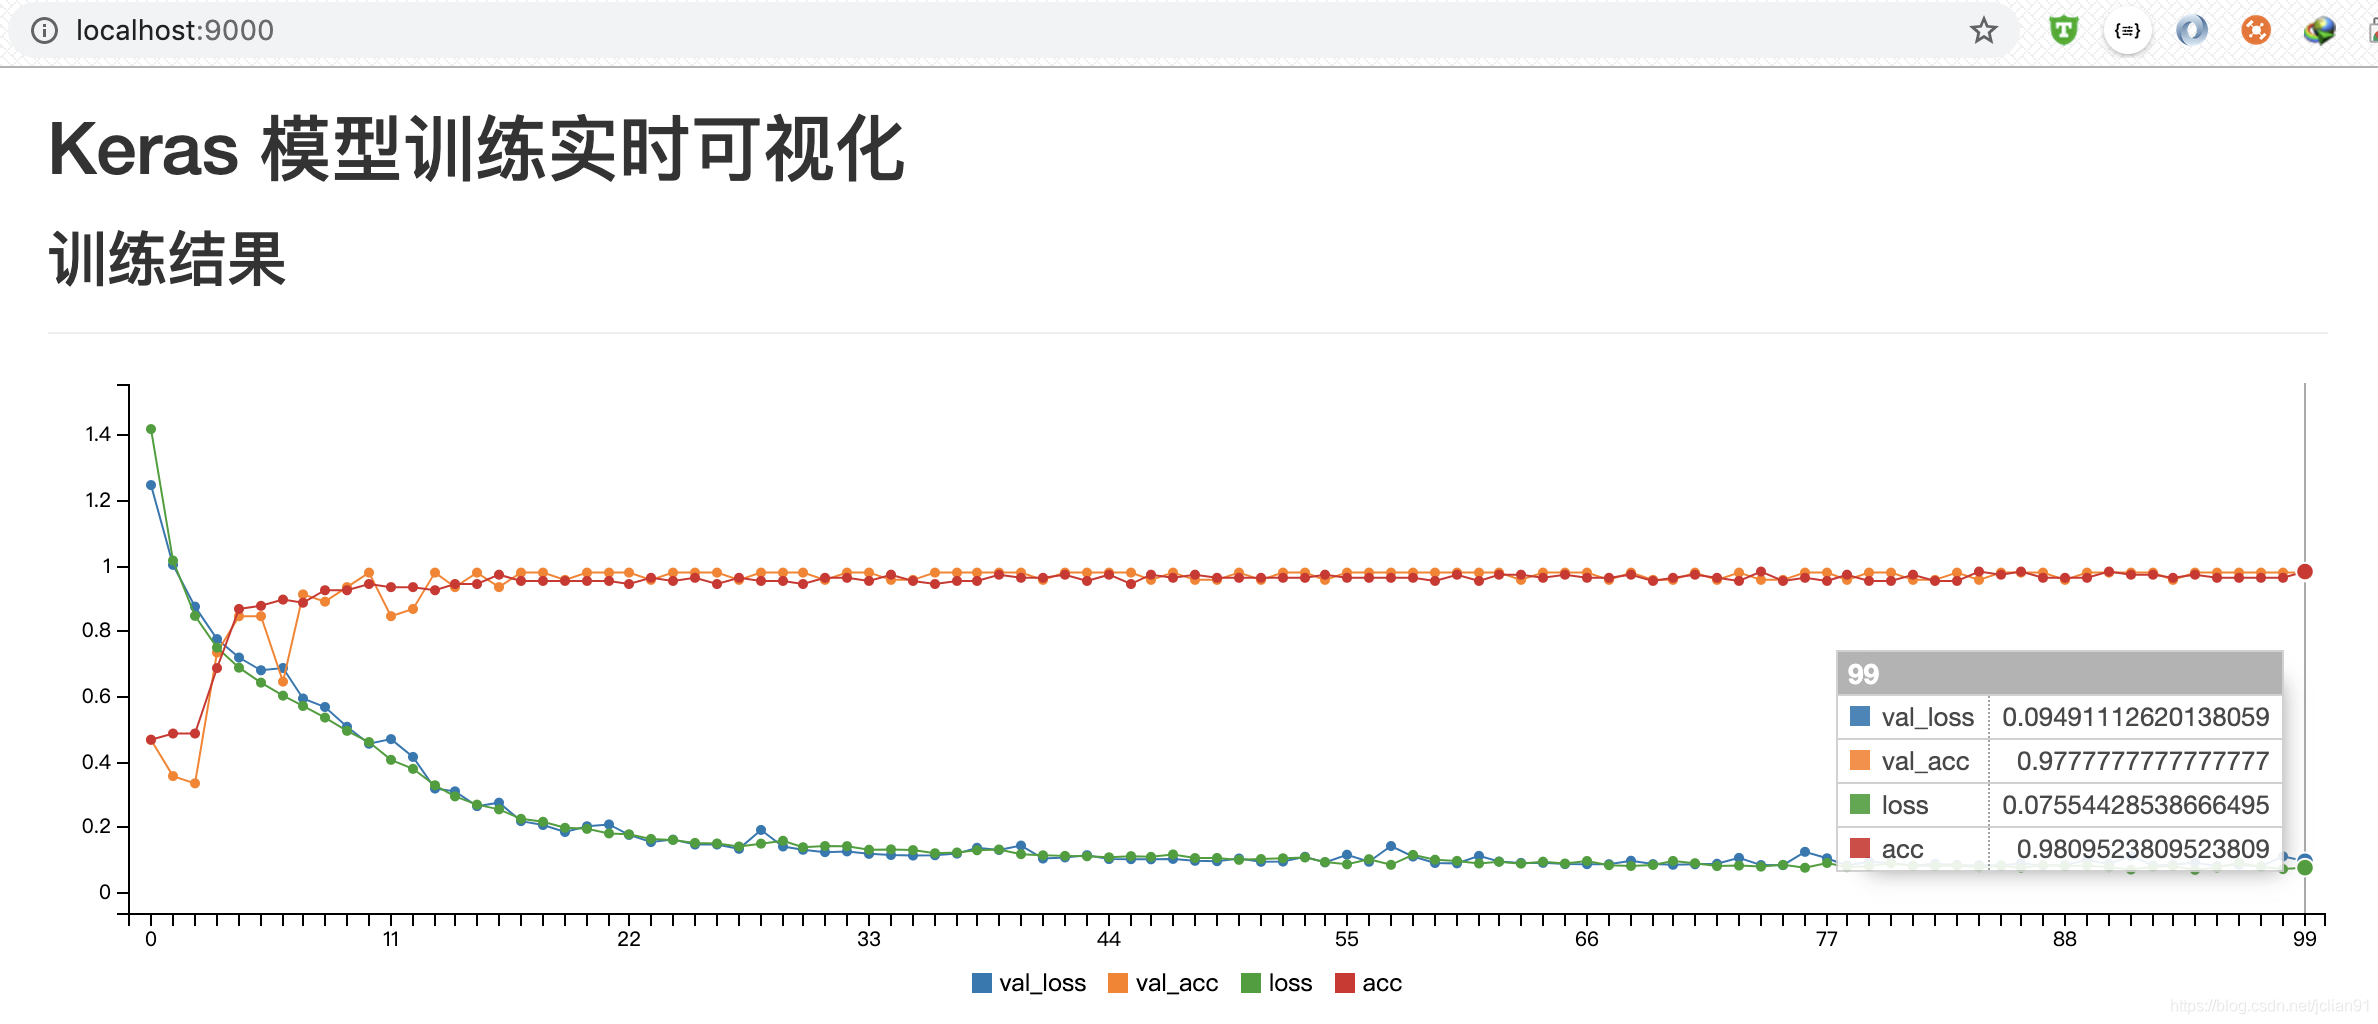 localhost:9000
Keras 模型训练实时可视化
训练结果
1.4
1.2
1
0.8
0.6
0.4
0.2
0
99
val_loss 0.09491112620138059
val_acc 0.9777777777777777
loss 0.07554428538666495
acc 0.9809523809523809
0 11 22 33 44 55 66 77 88 99
val_loss val_acc loss acc
https://blog.csdn.net/jclian91